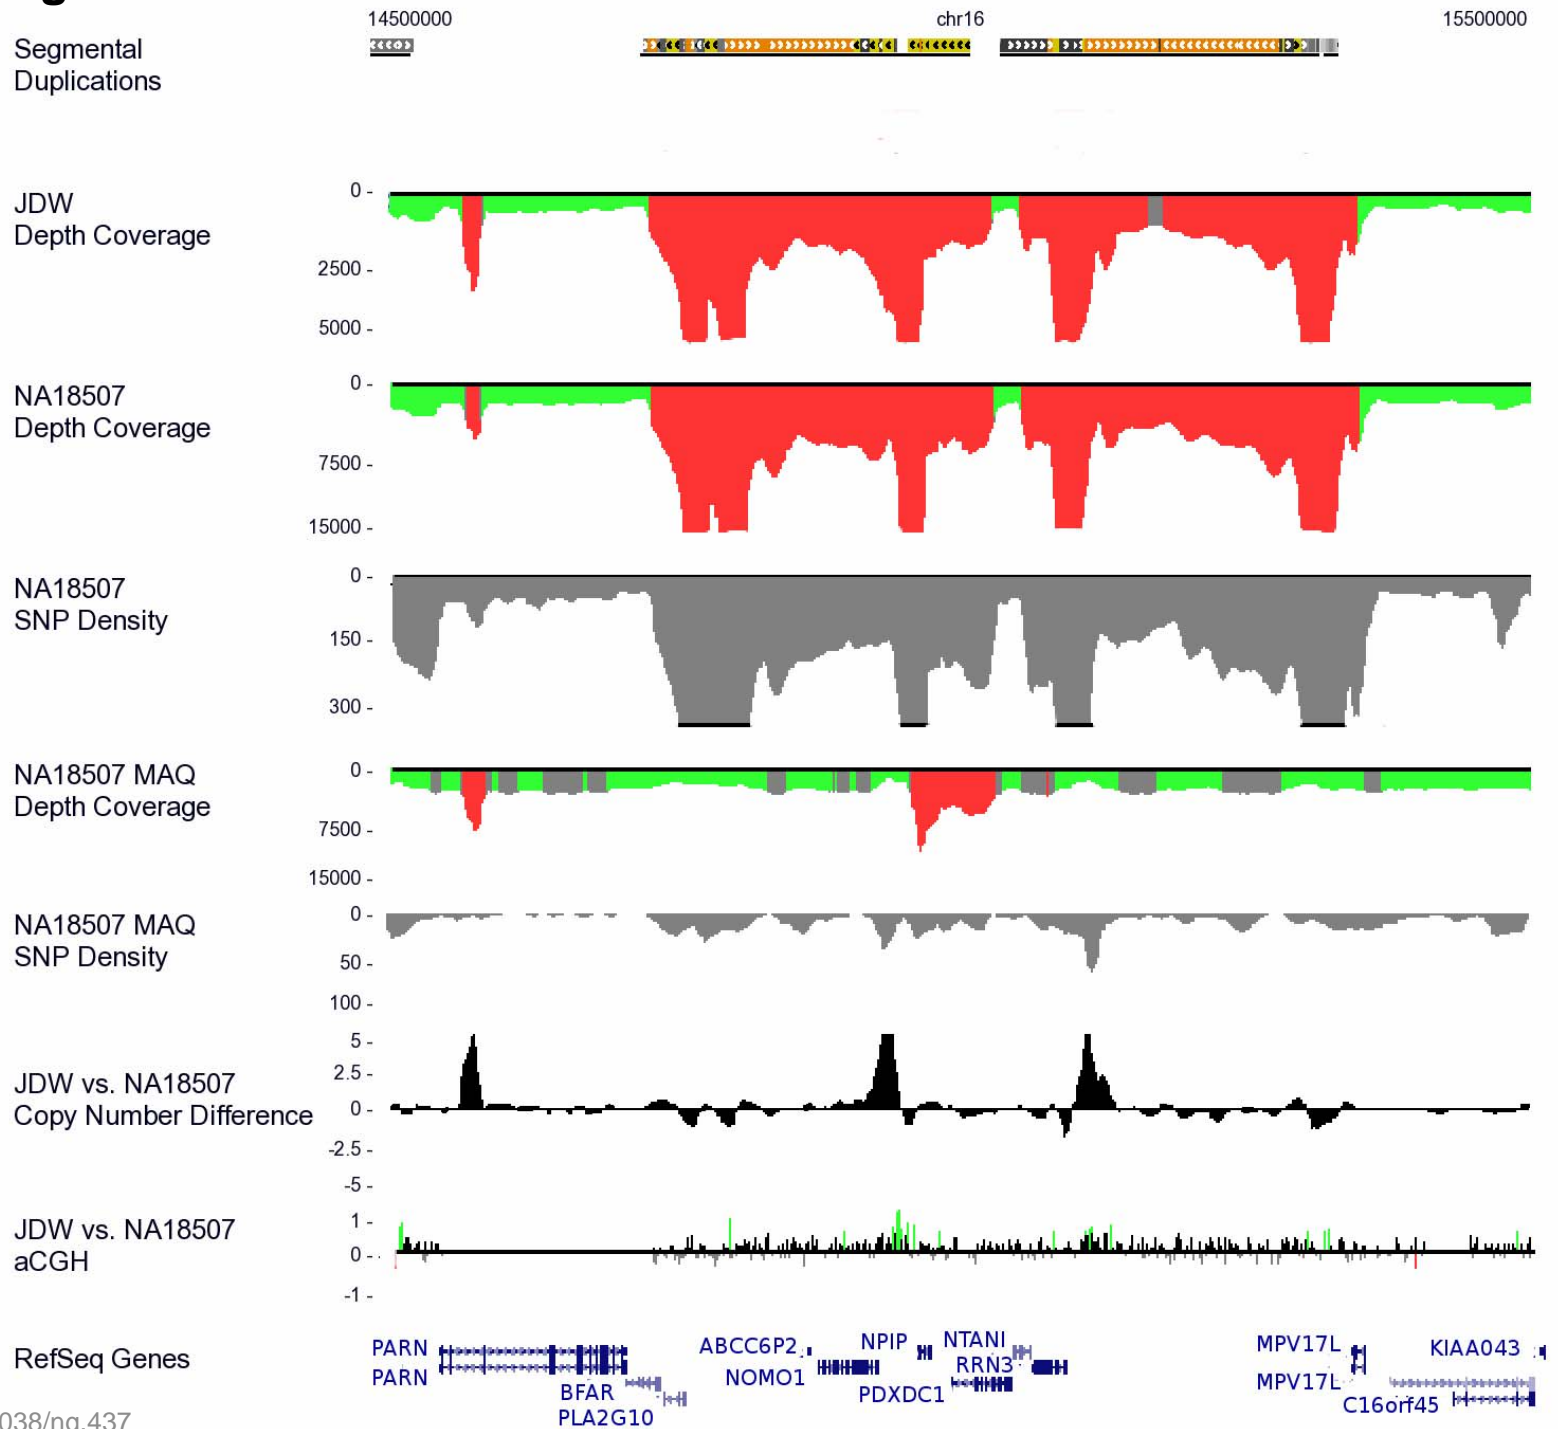 14500000 chr16 15500000
Segmental
Duplications
JDW
Depth Coverage
0 -
2500 -
5000 -
NA18507
Depth Coverage
0 -
7500 -
15000 -
NA18507
SNP Density
0 -
150 -
300 -
NA18507 MAQ
Depth Coverage
0 -
7500 -
15000 -
NA18507 MAQ
SNP Density
0 -
50 -
100 -
JDW vs. NA18507
Copy Number Difference
5 -
2.5 -
0 -
-2.5 -
-5 -
JDW vs. NA18507
aCGH
1 -
0 -
-1 -
RefSeq Genes
PARN ABCC6P2 NPIP NTANI MPV17L KIAA043
PARN NOMO1 RRN3 MPV17L
BFAR PDXDC1 C16orf45
PLA2G10
038/ng.437